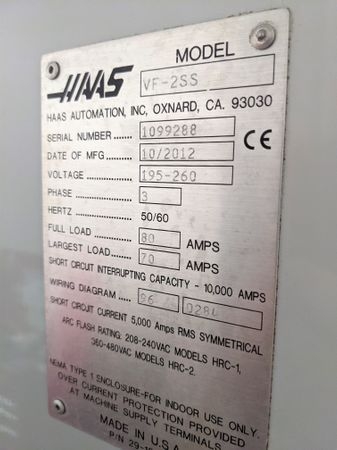 MODEL
HAAS VF-2SS
HAAS AUTOMATION, INC, OXNARD, CA. 93030
SERIAL NUMBER ...... 1099288
DATE OF MFG ...... 10/2012 CE
VOLTAGE ............ 195-260
PHASE ............... 3
HERTZ .............. 50/60
FULL LOAD ......... 80 AMPS
LARGEST LOAD.... 70 AMPS
SHORT CIRCUIT INTERRUPTING CAPACITY - 10,000 AMPS
WIRING DIAGRAM ...... 96 0284
SHORT CIRCUIT CURRENT 5,000 Amps RMS SYMMETRICAL
ARC FLASH RATING: 208-240VAC MODELS HRC-1,
360-480VAC MODELS HRC-2.
NEMA TYPE 1 ENCLOSURE-FOR INDOOR USE ONLY.
OVER CURRENT PROTECTION PROVIDED
AT MACHINE SUPPLY TERMINALS.
MADE IN U.S.A.
P/N 29-